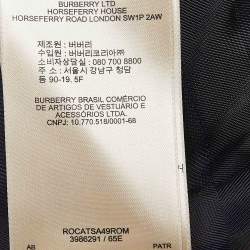 BURBERRY LTD
HORSEFERRY HOUSE
HORSEFERRY ROAD LONDON SW1P 2AW
제조원 : 버버리
수입원 : 버버리코리아㈜
소비자상담실 : 080 700 8800
주소 : 서울시 강남구 청담동
90-19. 5F
BURBERRY BRASIL COMÉRCIO
DE ARTIGOS DE VESTUÁRIO E
ACESSÓRIOS LTDA.
CNPJ: 10.770.518/0001-68
ROCATSA49ROM
3986291 / 65E
AB PATR